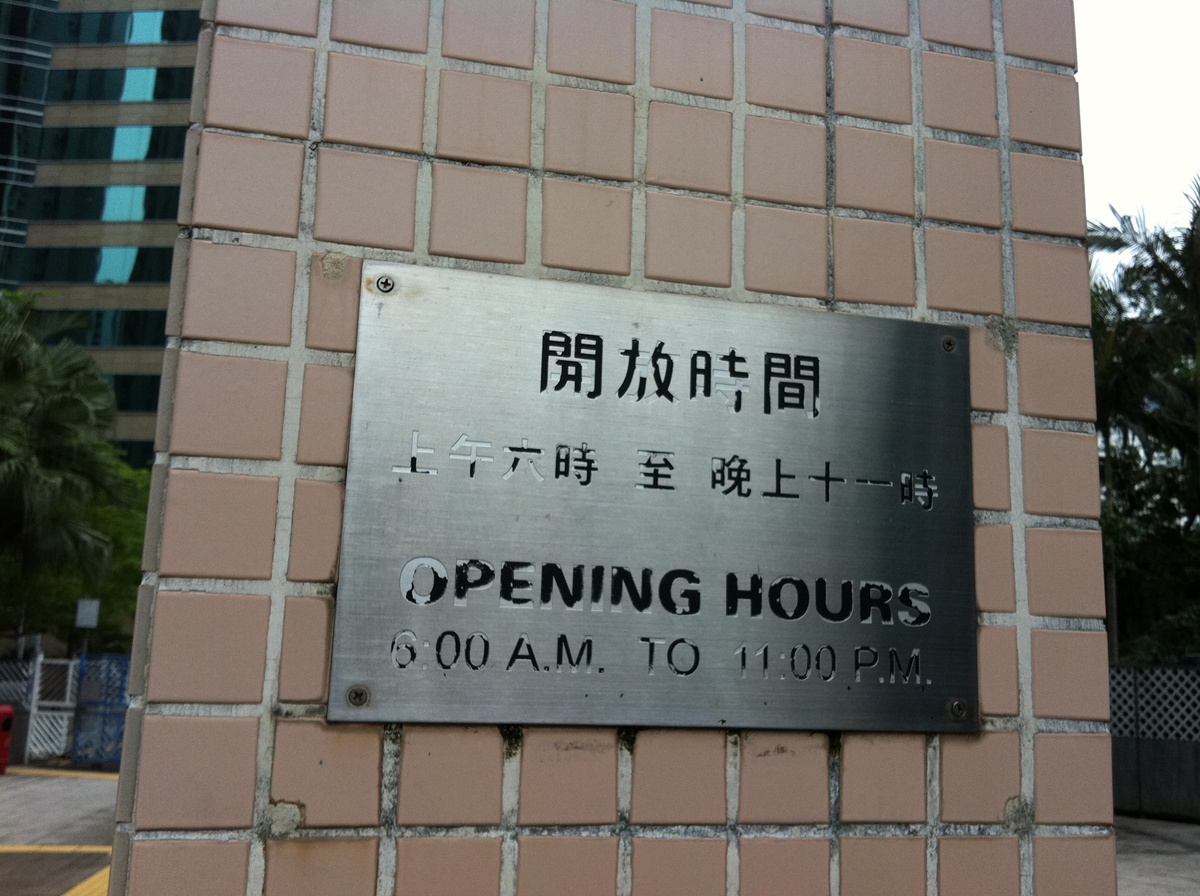 開放時間
上午六時 至 晚上十一時
OPENING HOURS
6:00 A.M. TO 11:00 P.M.